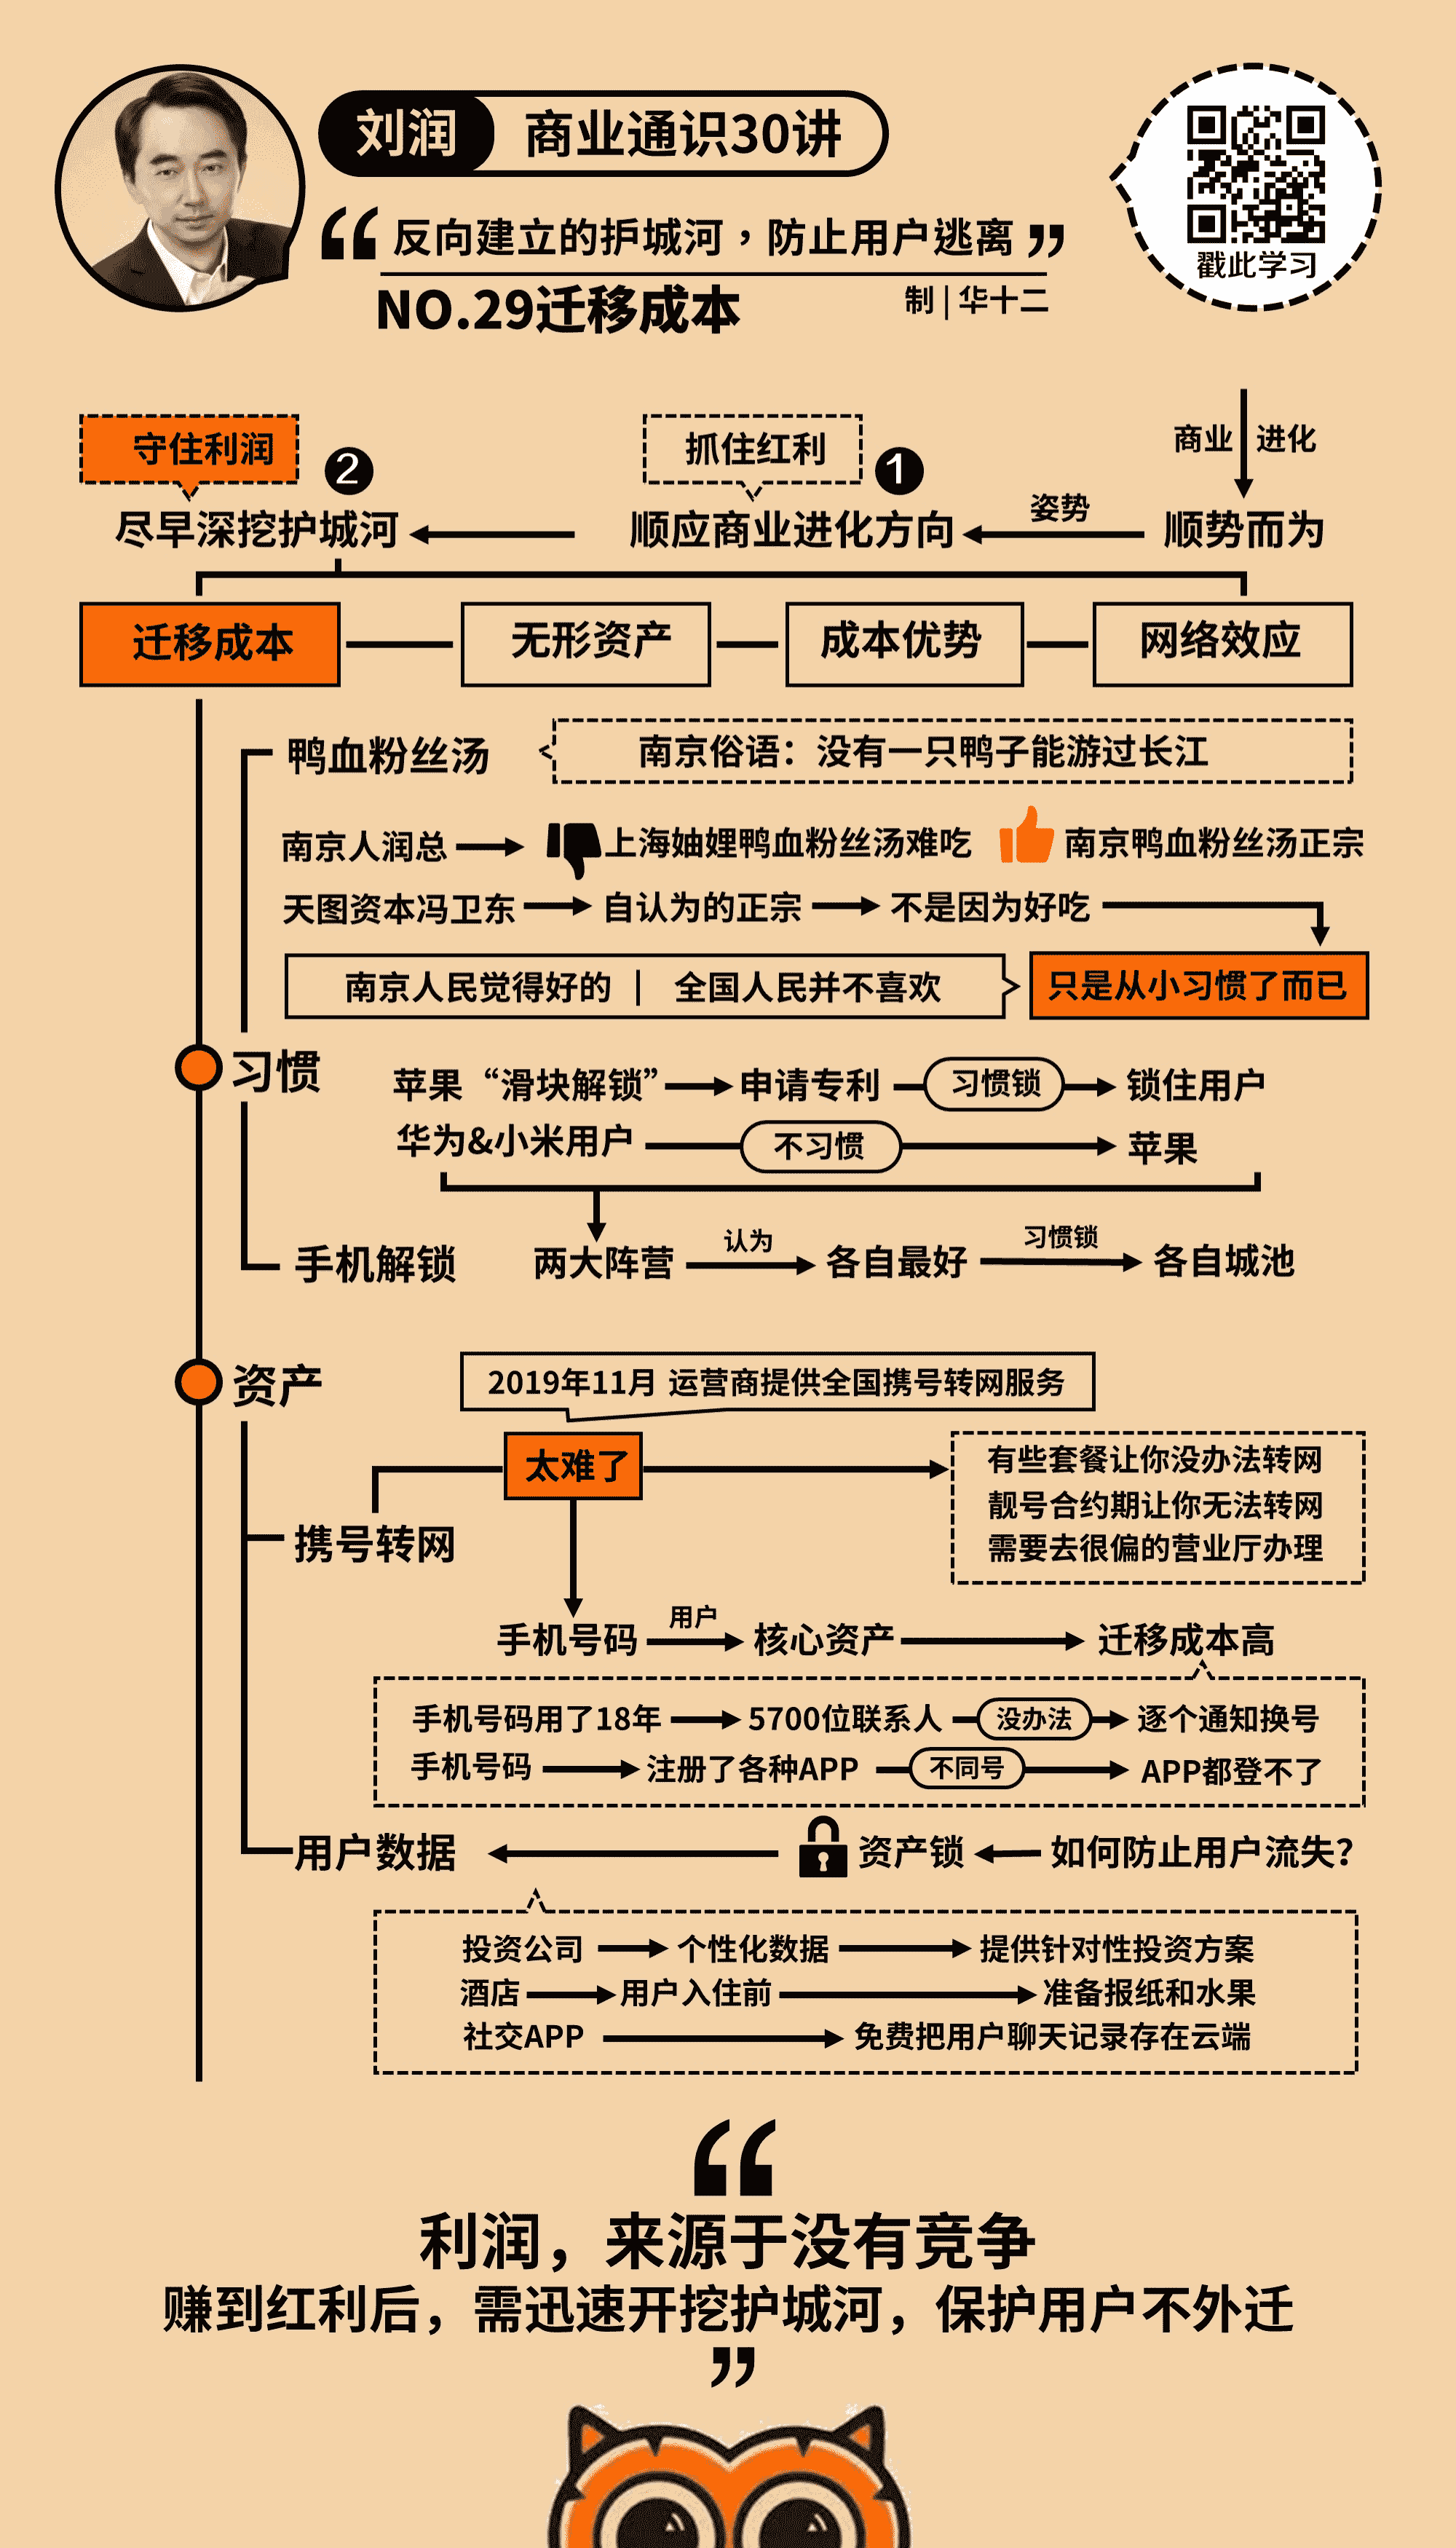 刘润 商业通识30讲
“反向建立的护城河，防止用户逃离”
NO.29迁移成本
制|华十二
戳此学习
商业 进化
守住利润
2
抓住红利
1
尽早深挖护城河
顺应商业进化方向
姿势
顺势而为
迁移成本 无形资产 成本优势 网络效应
鸭血粉丝汤
南京俗语：没有一只鸭子能游过长江
南京人润总 上海妯娌鸭血粉丝汤难吃 南京鸭血粉丝汤正宗
天图资本冯卫东 自认为的正宗 不是因为好吃
南京人民觉得好的 | 全国人民并不喜欢 只是从小习惯了而已
习惯
苹果“滑块解锁” 申请专利 习惯锁 锁住用户
华为&小米用户 不习惯 苹果
手机解锁
两大阵营 认为 各自最好 习惯锁 各自城池
资产
2019年11月 运营商提供全国携号转网服务
太难了
有些套餐让你没办法转网
靓号合约期让你无法转网
需要去很偏的营业厅办理
携号转网
手机号码 用户 核心资产 迁移成本高
手机号码用了18年 5700位联系人 没办法 逐个通知换号
手机号码 注册了各种APP 不同号 APP都登不了
用户数据 资产锁 如何防止用户流失?
投资公司 个性化数据 提供针对性投资方案
酒店 用户入住前 准备报纸和水果
社交APP 免费把用户聊天记录存在云端
“
利润，来源于没有竞争
赚到红利后，需迅速开挖护城河，保护用户不外迁
”